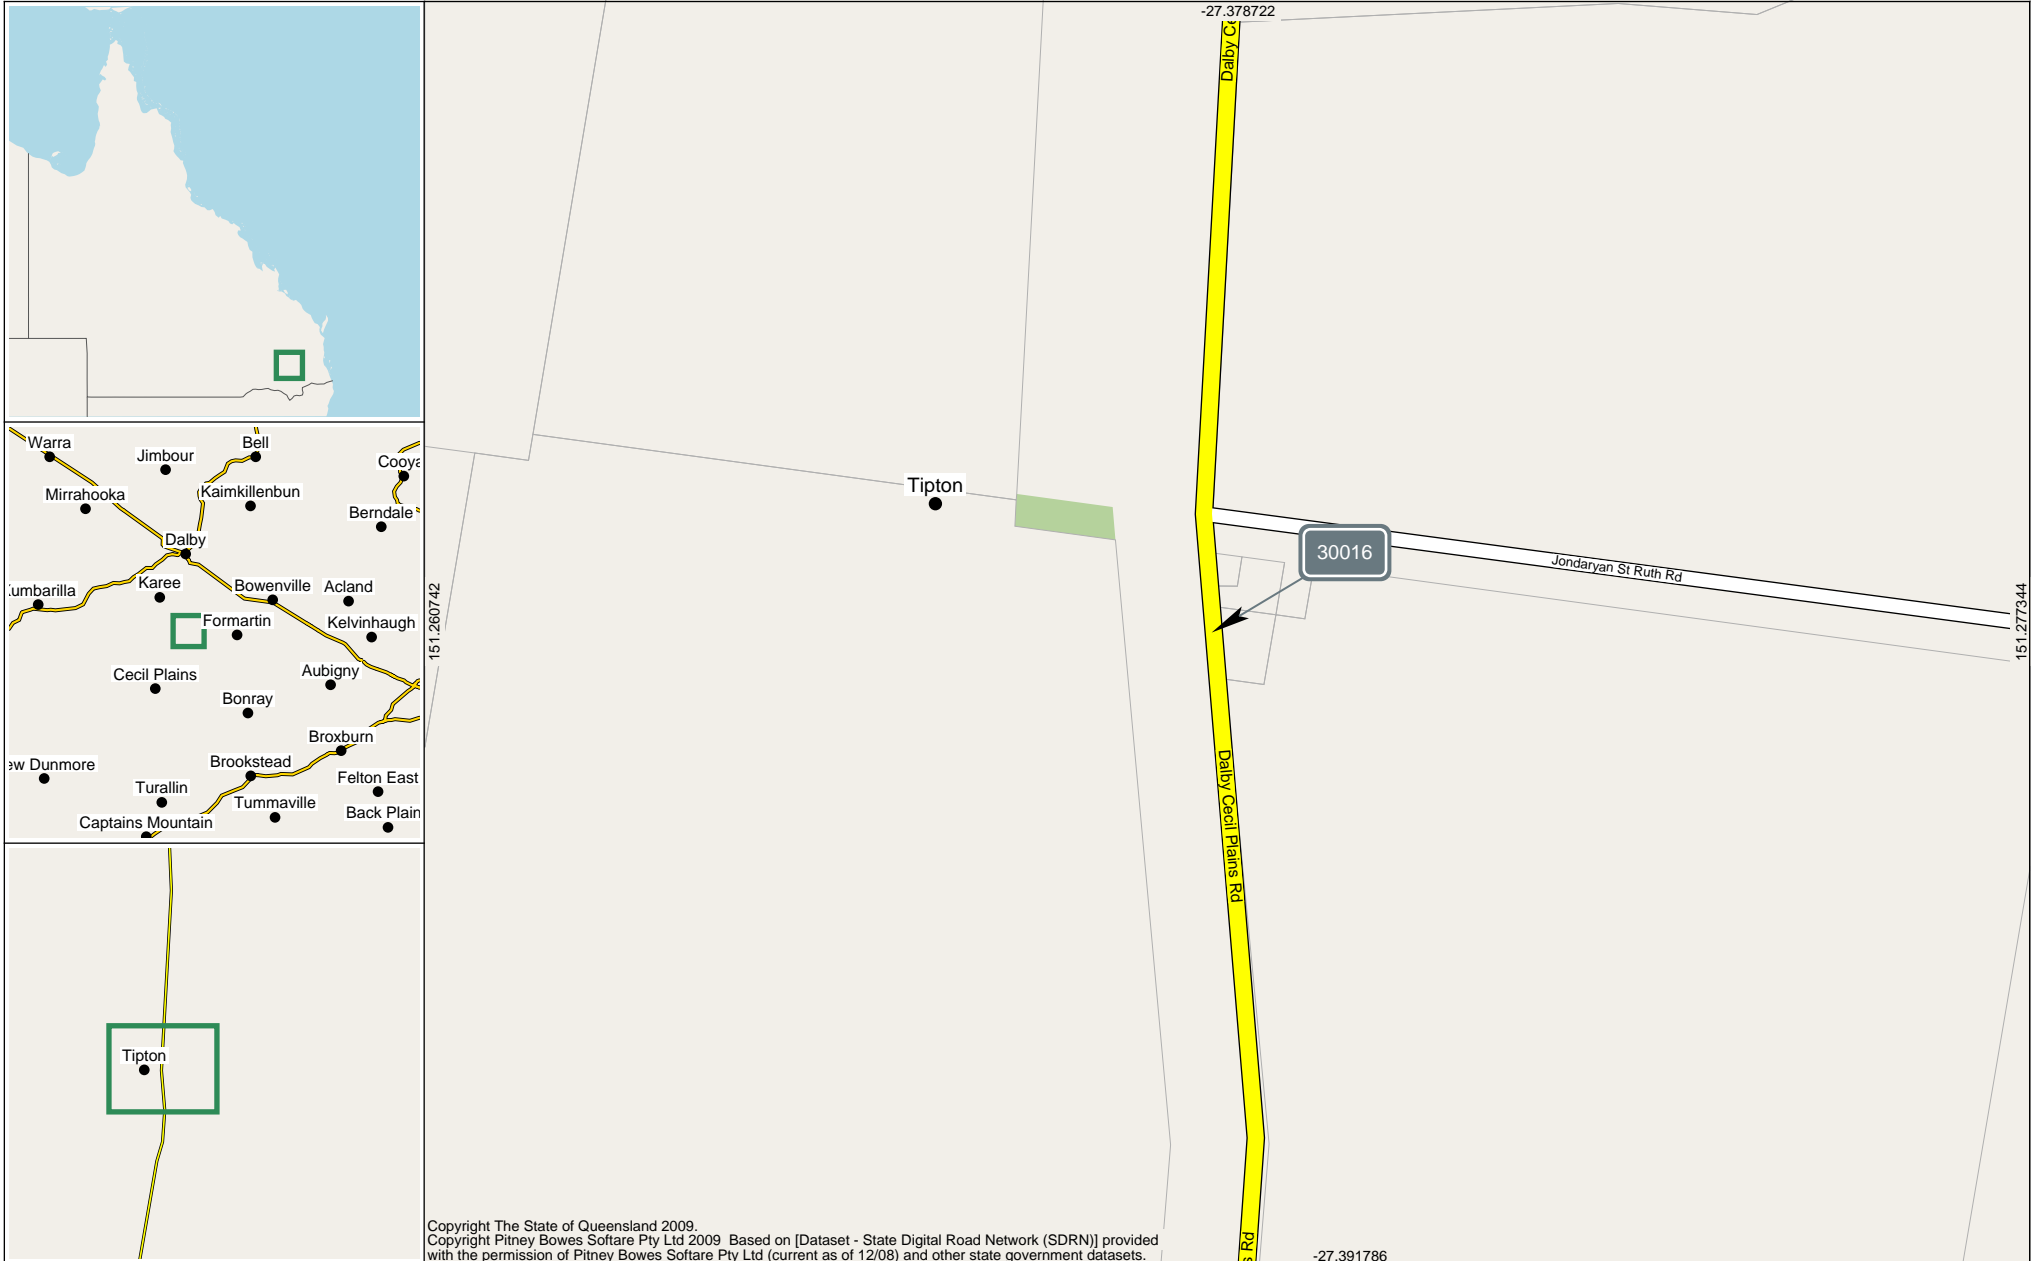 Warra
Bell
Jimbour
Cooya
Mirrahooka
Kaimkillenbun
Berndale
Dalby
Karee
Bowenville
Acland
Kumbarilla
Formartin
Kelvinhaugh
Cecil Plains
Aubigny
Bonray
Broxburn
ew Dunmore
Brookstead
Felton East
Turallin
Tummaville
Back Plain
Captains Mountain
Tipton
-27.378722
Dalby Ce
Tipton
30016
Jondaryan St Ruth Rd
151.260742
151.277344
Dalby Cecil Plains Rd
s Rd
-27.391786
Copyright The State of Queensland 2009.
Copyright Pitney Bowes Softare Pty Ltd 2009 Based on [Dataset - State Digital Road Network (SDRN)] provided
with the permission of Pitney Bowes Softare Pty Ltd (current as of 12/08) and other state government datasets.